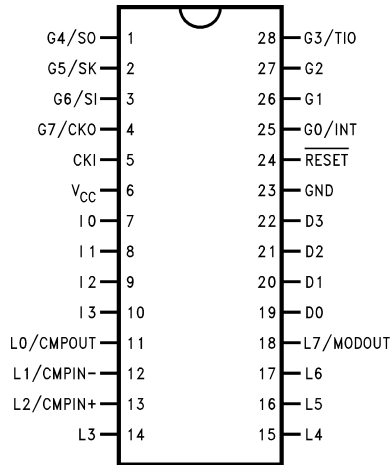 G4/SO 1 28 G3/TIO
G5/SK 2 27 G2
G6/SI 3 26 G1
G7/CKO 4 25 G0/INT
CKI 5 24 RESET
VCC 6 23 GND
I0 7 22 D3
I1 8 21 D2
I2 9 20 D1
I3 10 19 D0
L0/CMPOUT 11 18 L7/MODOUT
L1/CMPIN- 12 17 L6
L2/CMPIN+ 13 16 L5
L3 14 15 L4